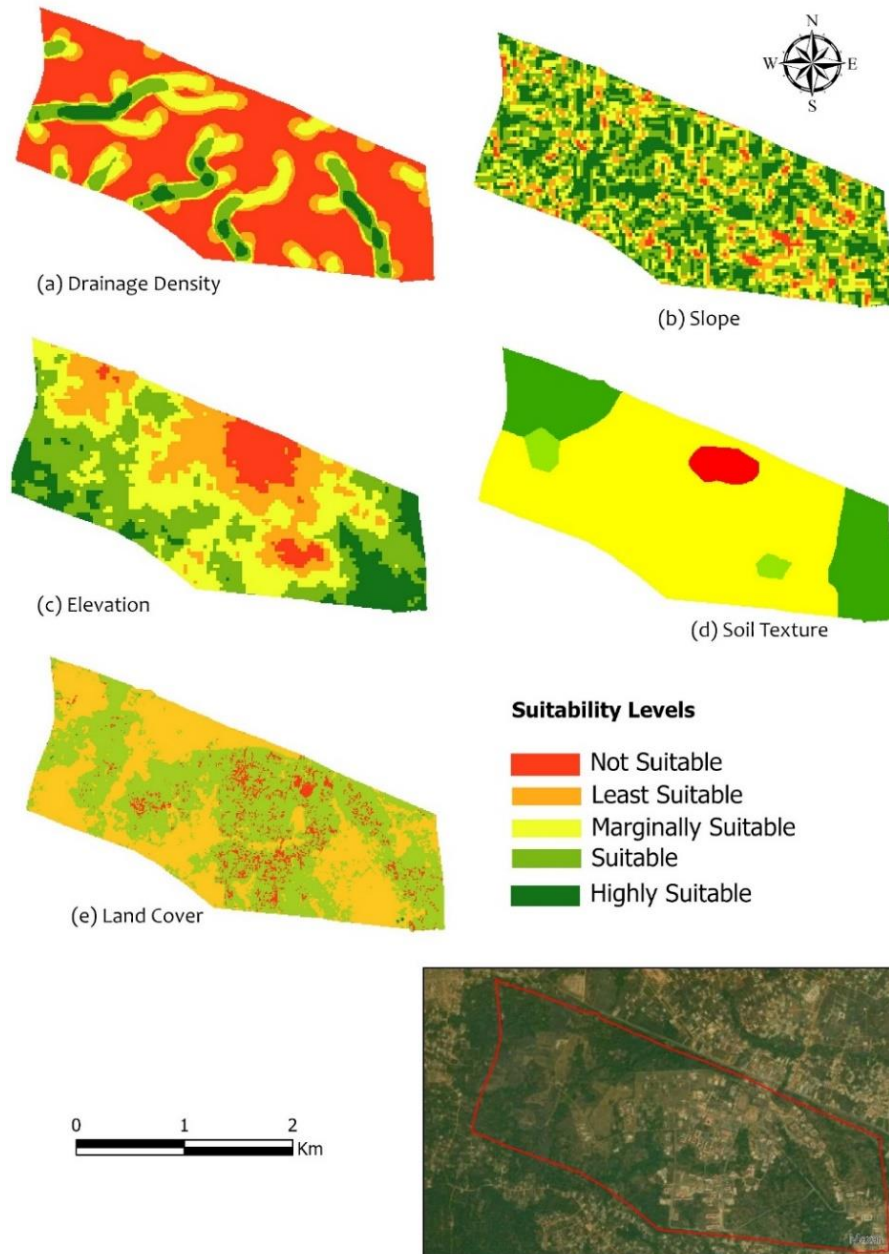 N
W E
S
(a) Drainage Density
(b) Slope
(c) Elevation
(d) Soil Texture
(e) Land Cover
Suitability Levels
Not Suitable
Least Suitable
Marginally Suitable
Suitable
Highly Suitable
0 1 2
Km